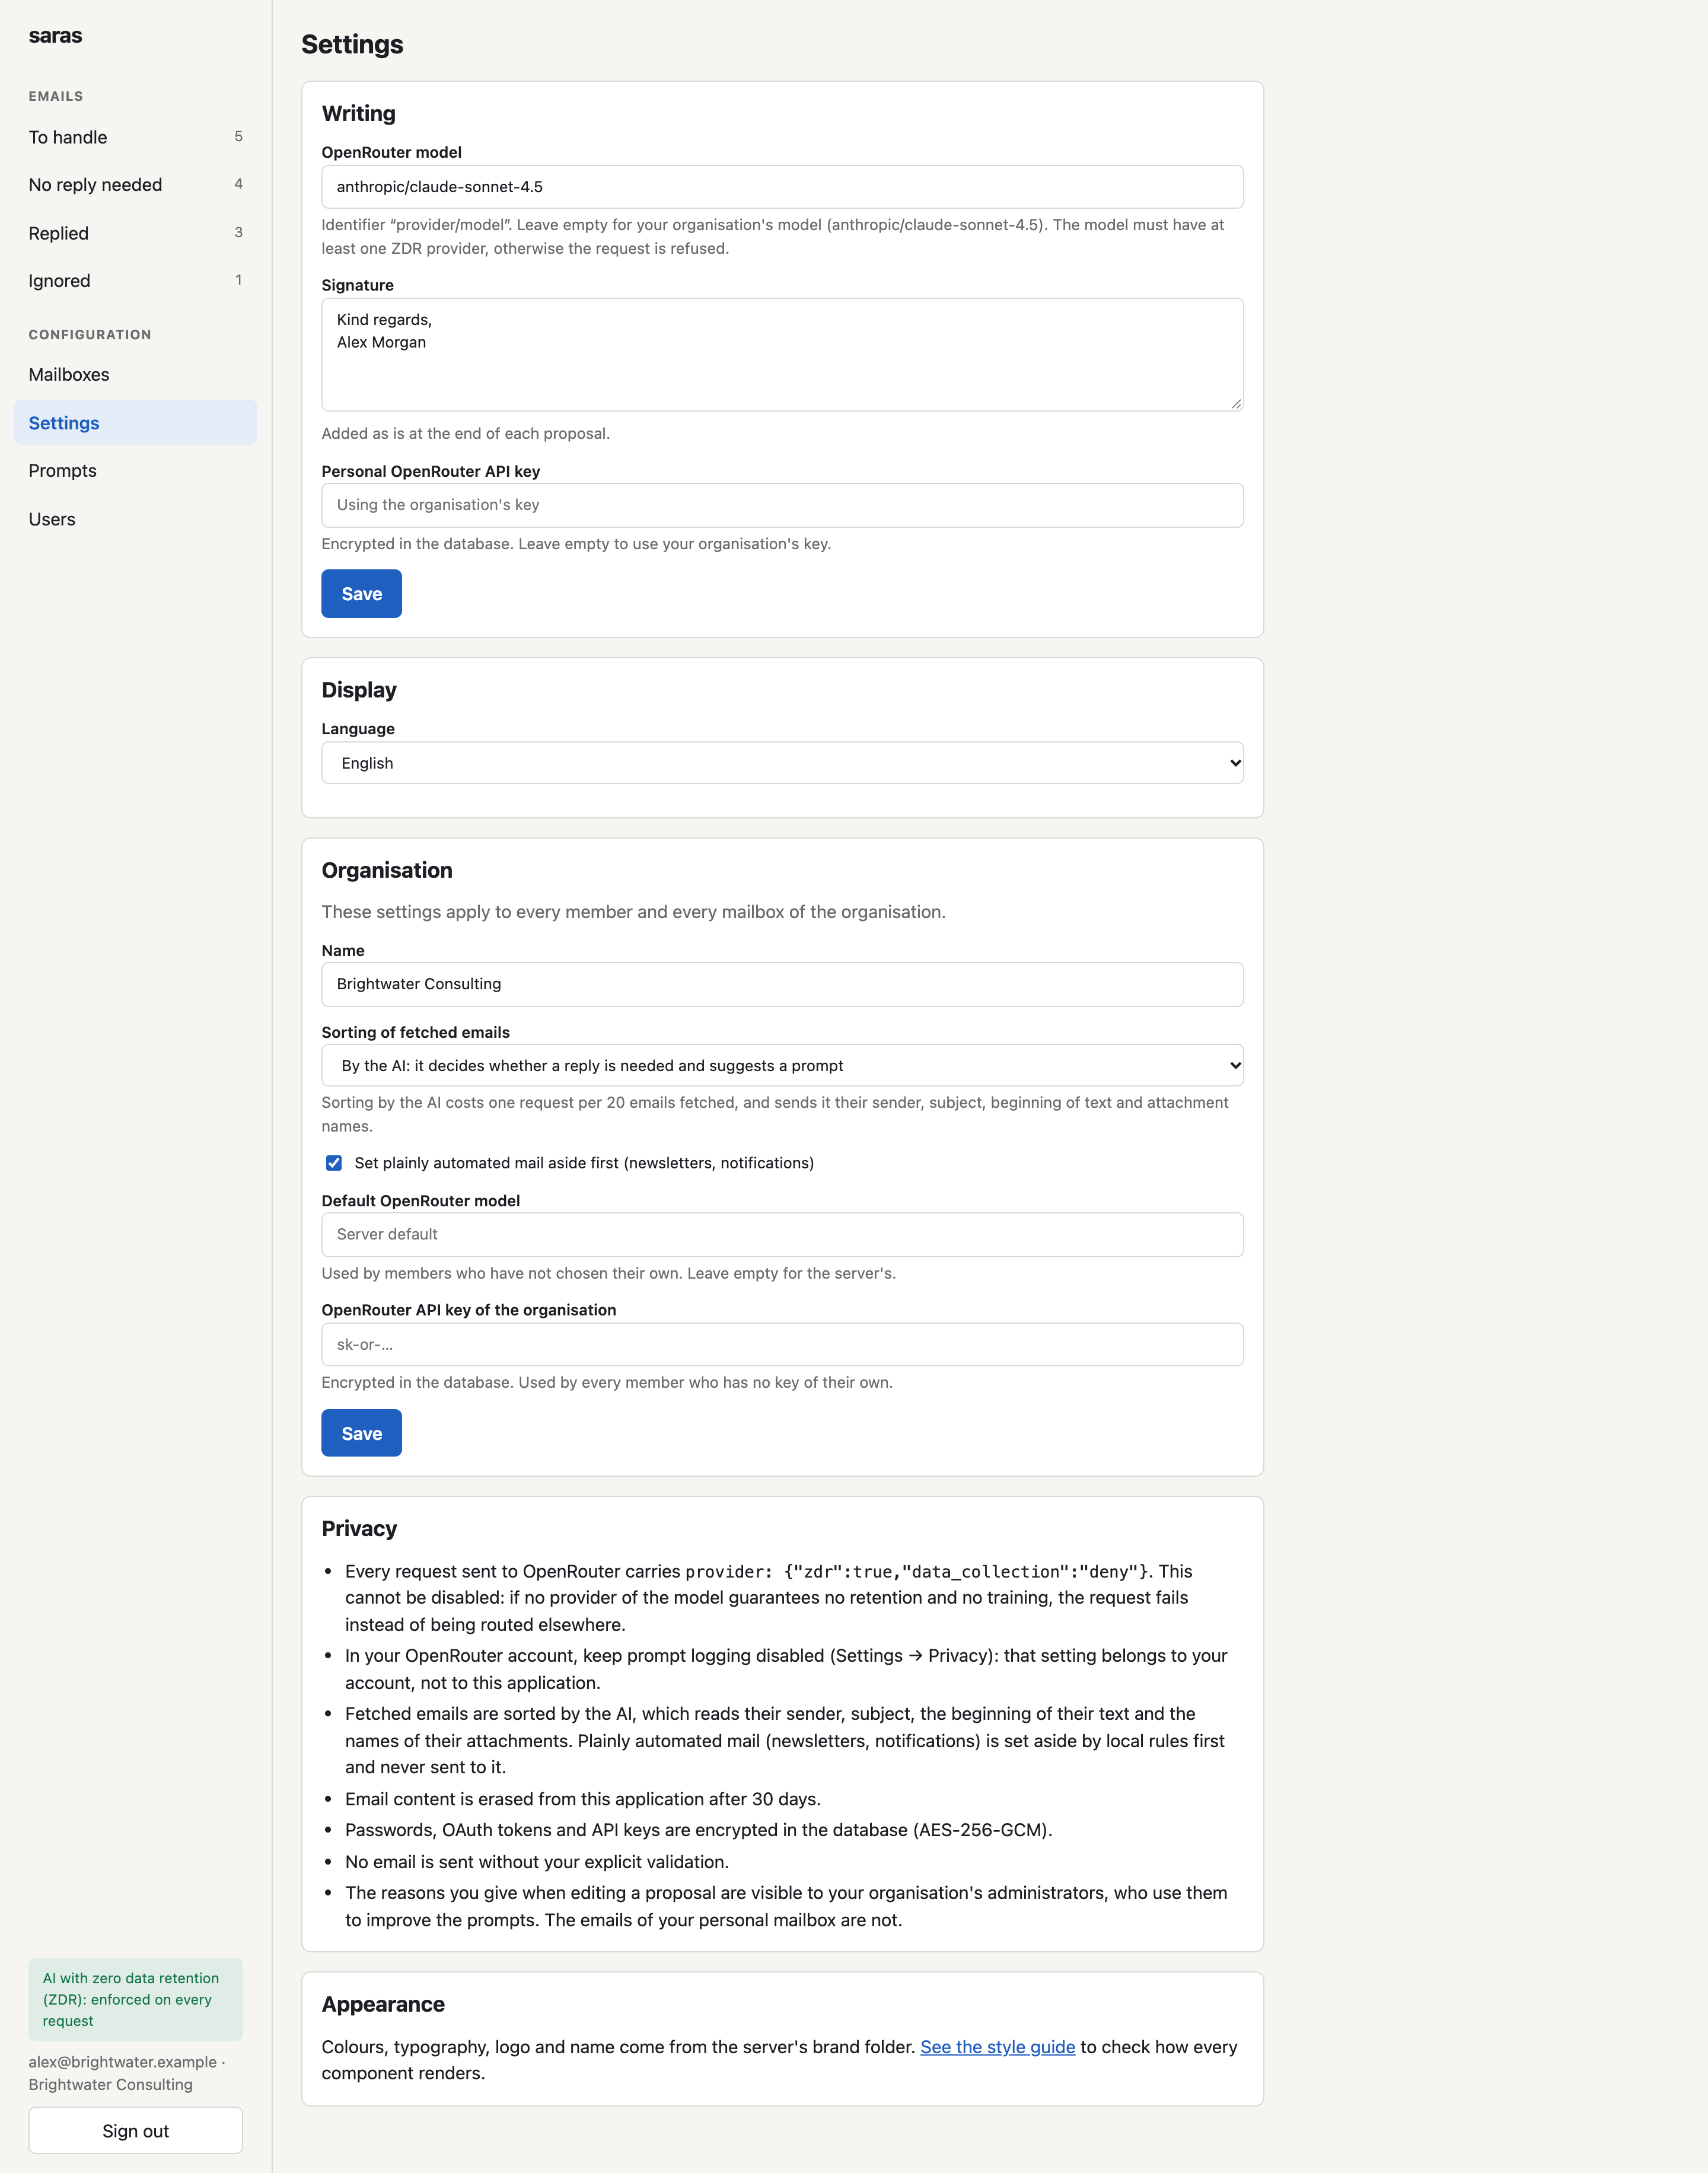 saras
EMAILS
To handle 5
No reply needed 4
Replied 3
Ignored 1
CONFIGURATION
Mailboxes
Settings
Prompts
Users
AI with zero data retention
(ZDR): enforced on every
request
alex@brightwater.example ·
Brightwater Consulting
Sign out
Settings
Writing
OpenRouter model
anthropic/claude-sonnet-4.5
Identifier “provider/model”. Leave empty for your organisation's model (anthropic/claude-sonnet-4.5). The model must have at
least one ZDR provider, otherwise the request is refused.
Signature
Kind regards,
Alex Morgan
Added as is at the end of each proposal.
Personal OpenRouter API key
Using the organisation's key
Encrypted in the database. Leave empty to use your organisation's key.
Save
Display
Language
English
Organisation
These settings apply to every member and every mailbox of the organisation.
Name
Brightwater Consulting
Sorting of fetched emails
By the AI: it decides whether a reply is needed and suggests a prompt
Sorting by the AI costs one request per 20 emails fetched, and sends it their sender, subject, beginning of text and attachment
names.
Set plainly automated mail aside first (newsletters, notifications)
Default OpenRouter model
Server default
Used by members who have not chosen their own. Leave empty for the server's.
OpenRouter API key of the organisation
sk-or-…
Encrypted in the database. Used by every member who has no key of their own.
Save
Privacy
• Every request sent to OpenRouter carries provider: {"zdr":true,"data_collection":"deny"}. This
cannot be disabled: if no provider of the model guarantees no retention and no training, the request fails
instead of being routed elsewhere.
• In your OpenRouter account, keep prompt logging disabled (Settings → Privacy): that setting belongs to your
account, not to this application.
• Fetched emails are sorted by the AI, which reads their sender, subject, the beginning of their text and the
names of their attachments. Plainly automated mail (newsletters, notifications) is set aside by local rules first
and never sent to it.
• Email content is erased from this application after 30 days.
• Passwords, OAuth tokens and API keys are encrypted in the database (AES-256-GCM).
• No email is sent without your explicit validation.
• The reasons you give when editing a proposal are visible to your organisation's administrators, who use them
to improve the prompts. The emails of your personal mailbox are not.
Appearance
Colours, typography, logo and name come from the server's brand folder. See the style guide to check how every
component renders.